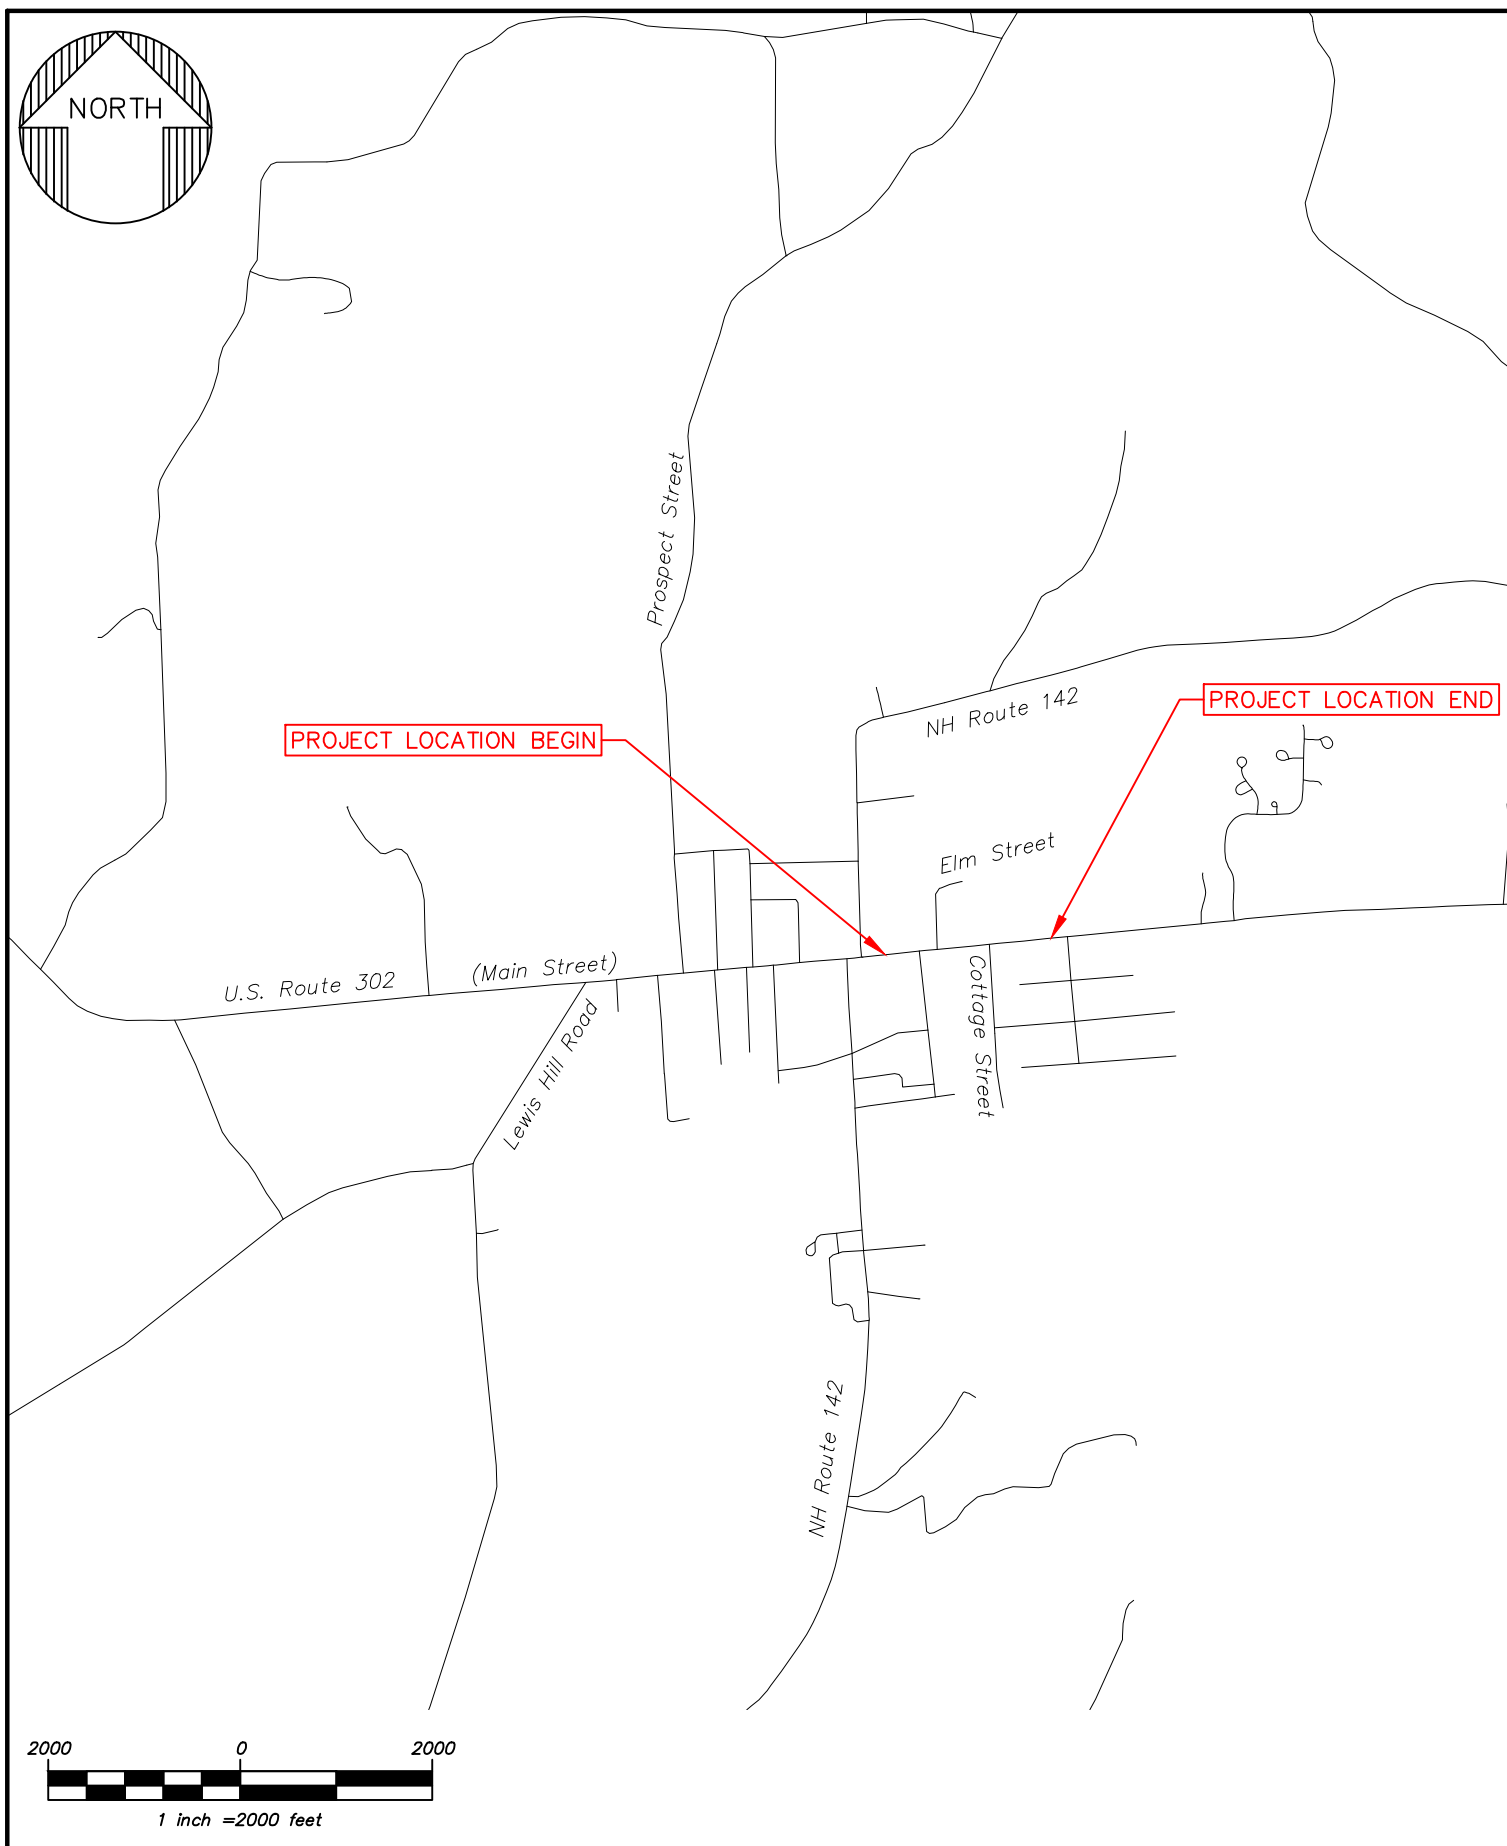 NORTH
Prospect Street
NH Route 142
PROJECT LOCATION END
PROJECT LOCATION BEGIN
Elm Street
(Main Street)
U.S. Route 302
Cottage Street
Lewis Hill Road
NH Route 142
2000 0 2000
1 inch =2000 feet